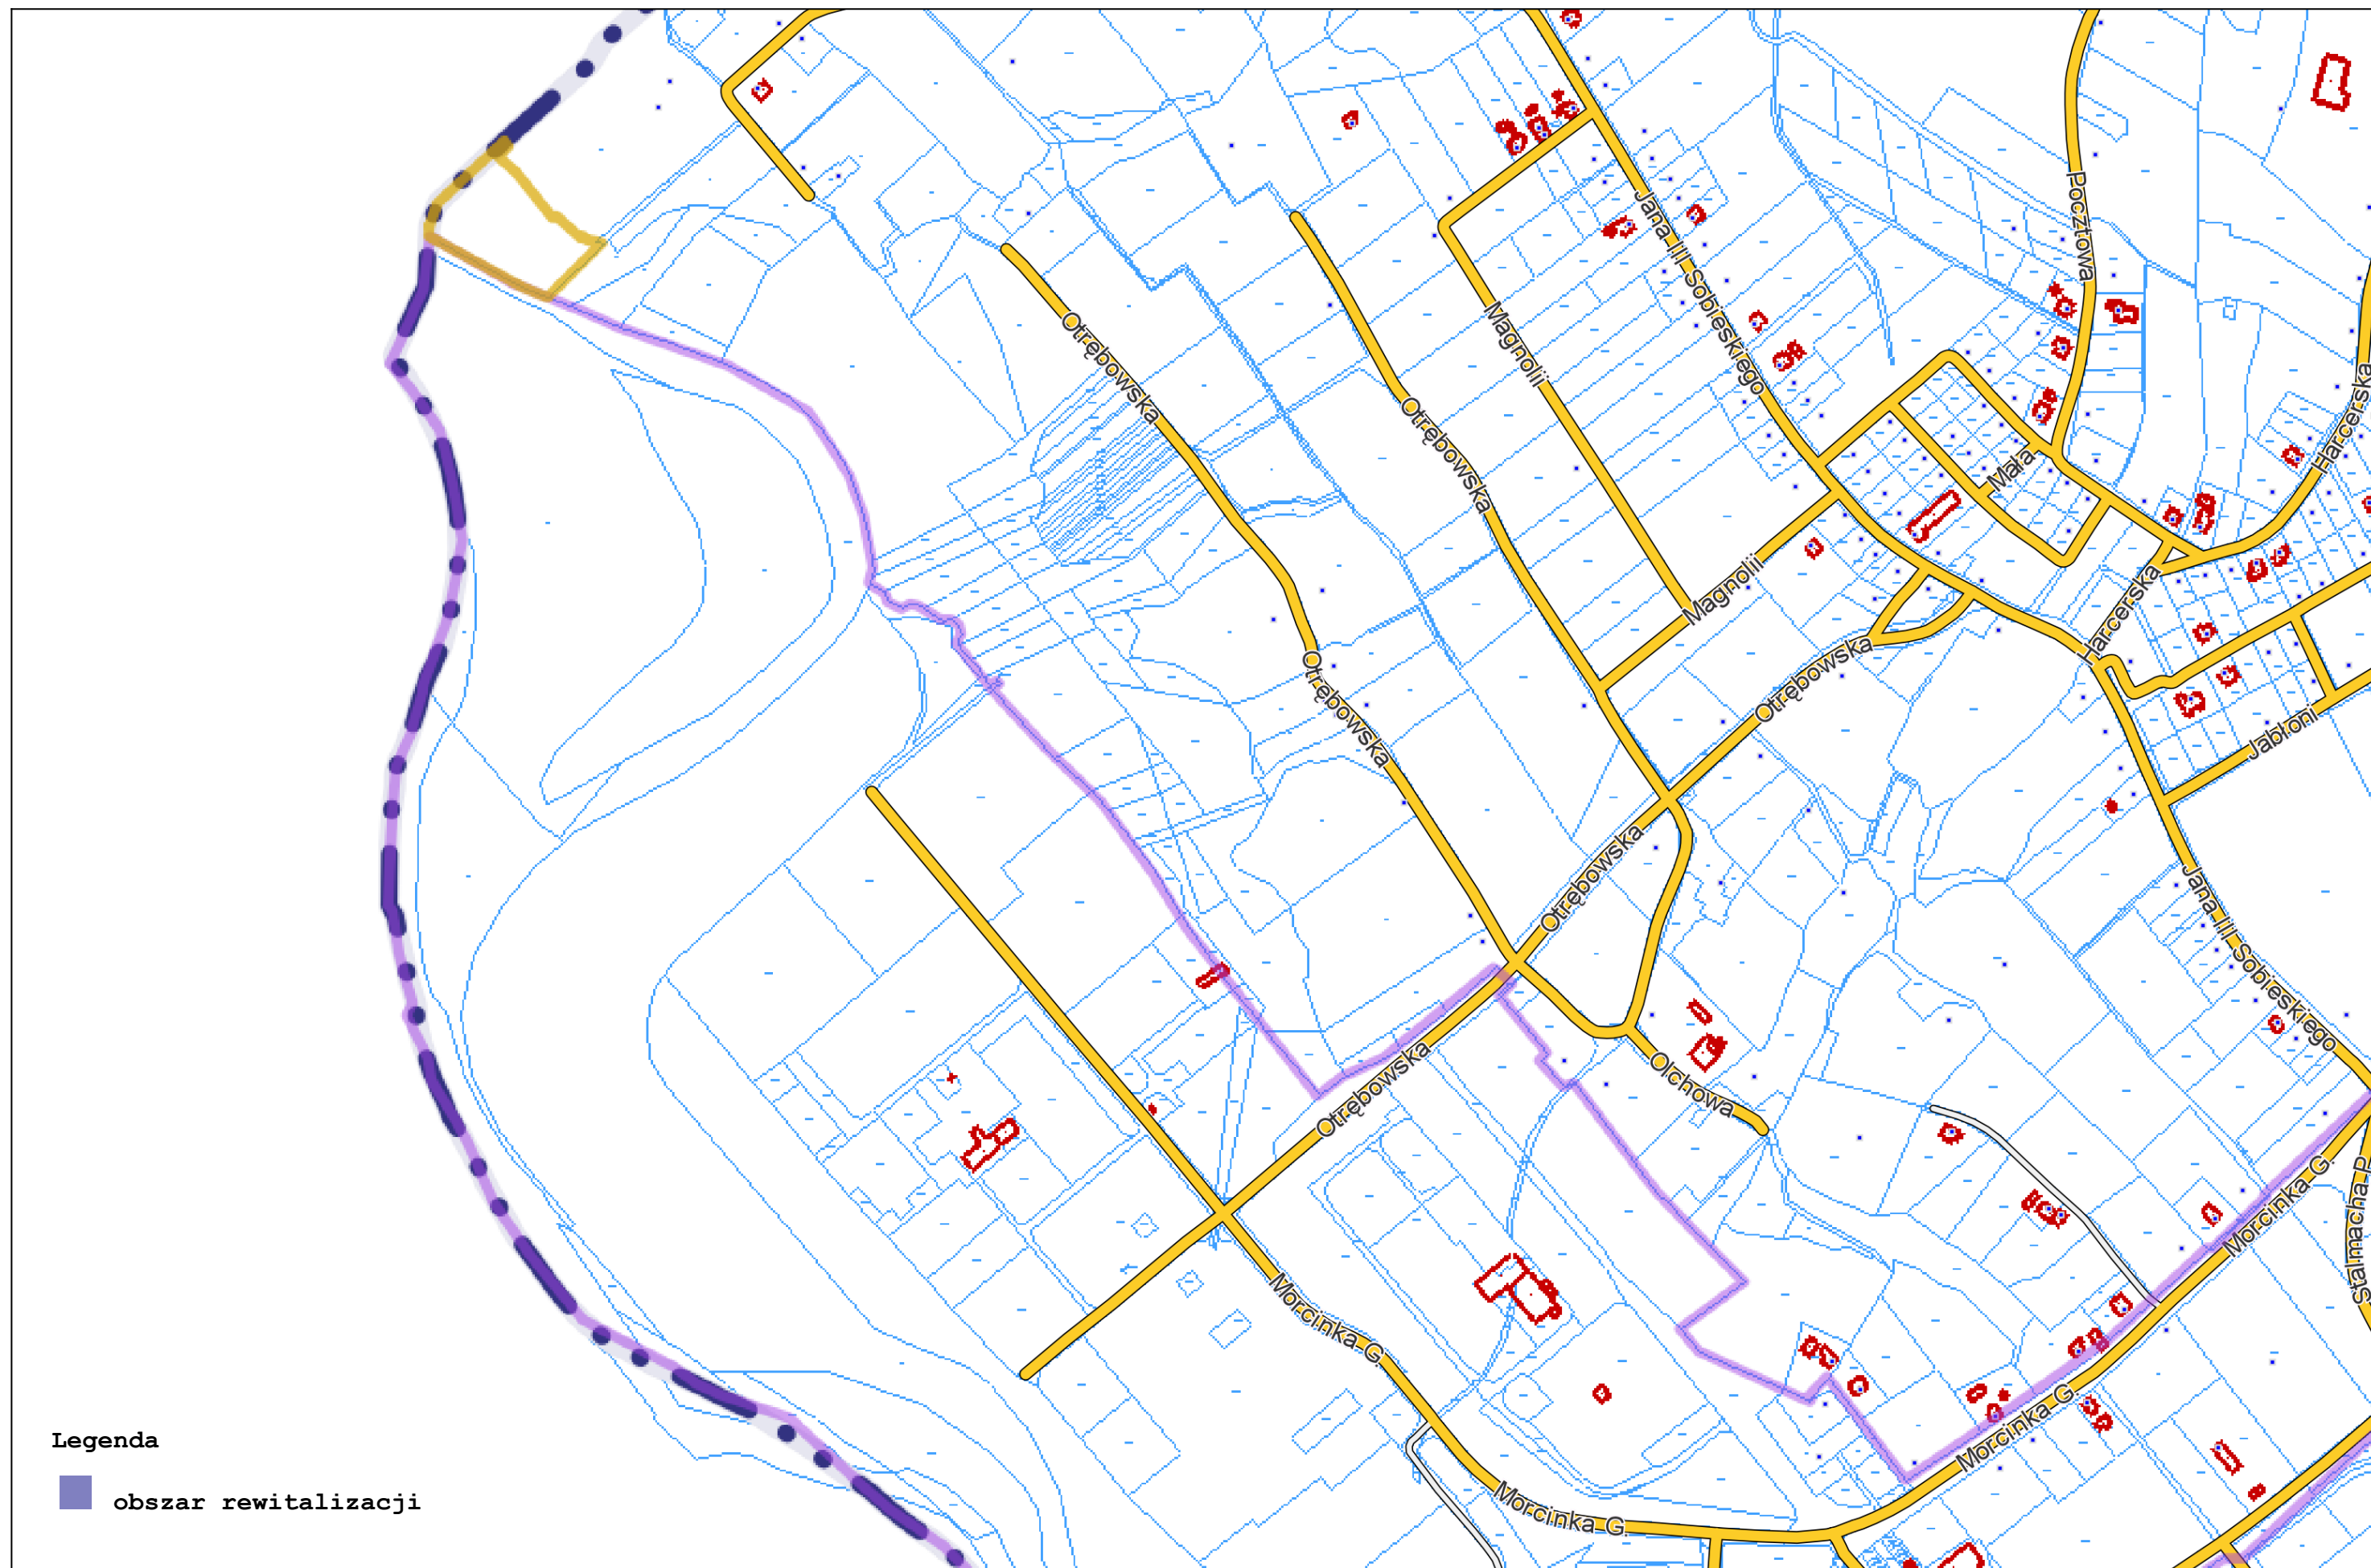 Pocztowa
Jana III Sobieskiego
Magnolii
Otrębowska
Otrębowska
Harcerska
Mała
Magnolii
Harcerska
Otrębowska
Otrębowska
Jabłoni
Otrębowska
Jana III Sobieskiego
Otrębowska
Olchowa
Morcinka G.
Stalmacha P.
Morcinka G.
Morcinka G.
Morcinka G.
Legenda
obszar rewitalizacji